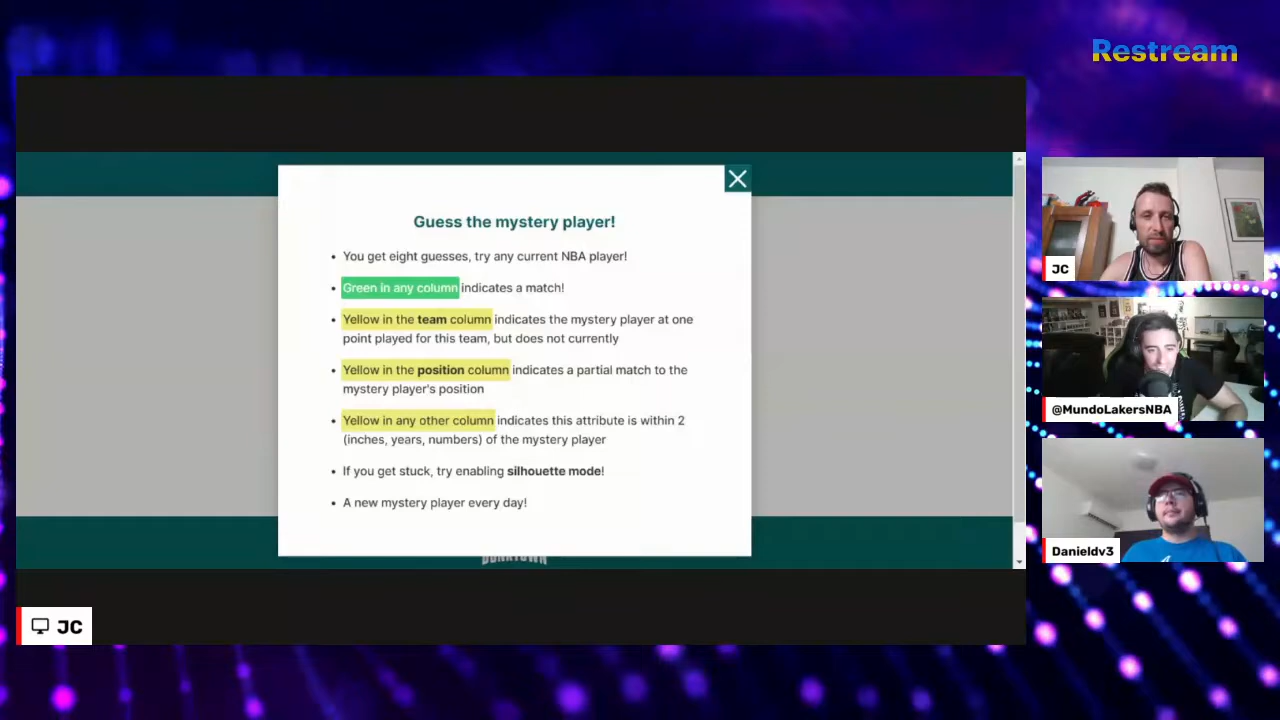 Restream
Guess the mystery player!
• You get eight guesses, try any current NBA player!
• Green in any column indicates a match!
• Yellow in the team column indicates the mystery player at one
point played for this team, but does not currently
• Yellow in the position column indicates a partial match to the
mystery player's position
• Yellow in any other column indicates this attribute is within 2
(inches, years, numbers) of the mystery player
• If you get stuck, try enabling silhouette mode!
• A new mystery player every day!
JC
@MundoLakersNBA
Danieldv3
JC